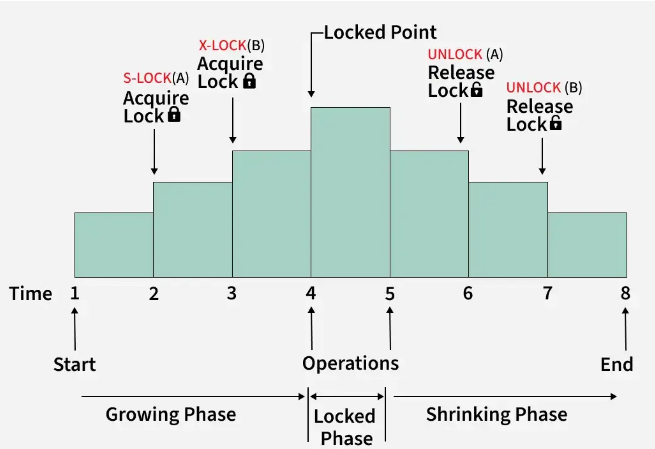 Locked Point
X-LOCK(B)
Acquire
Lock
S-LOCK(A)
Acquire
Lock
UNLOCK (A)
Release
Lock
UNLOCK (B)
Release
Lock
Time 1 2 3 4 5 6 7 8
Start Operations End
Growing Phase
Locked
Phase
Shrinking Phase